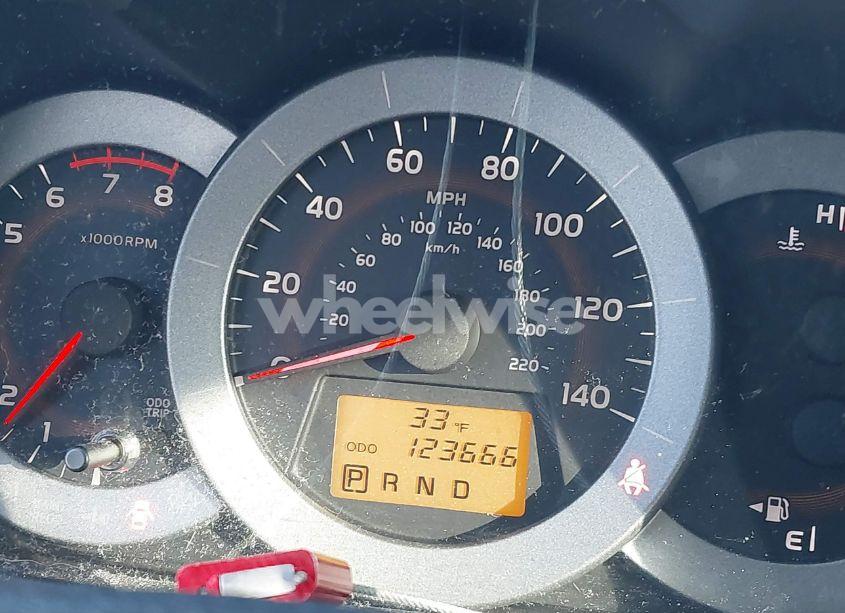 5 6 7 8
x1000RPM
2 1
ODO
TRIP
0 20 40 60 80 100 120 140
MPH
20 40 60 80 100 120 140 160 180 200 220
km/h
wheelwise
33 °F
ODO 123666
P R N D
H
E